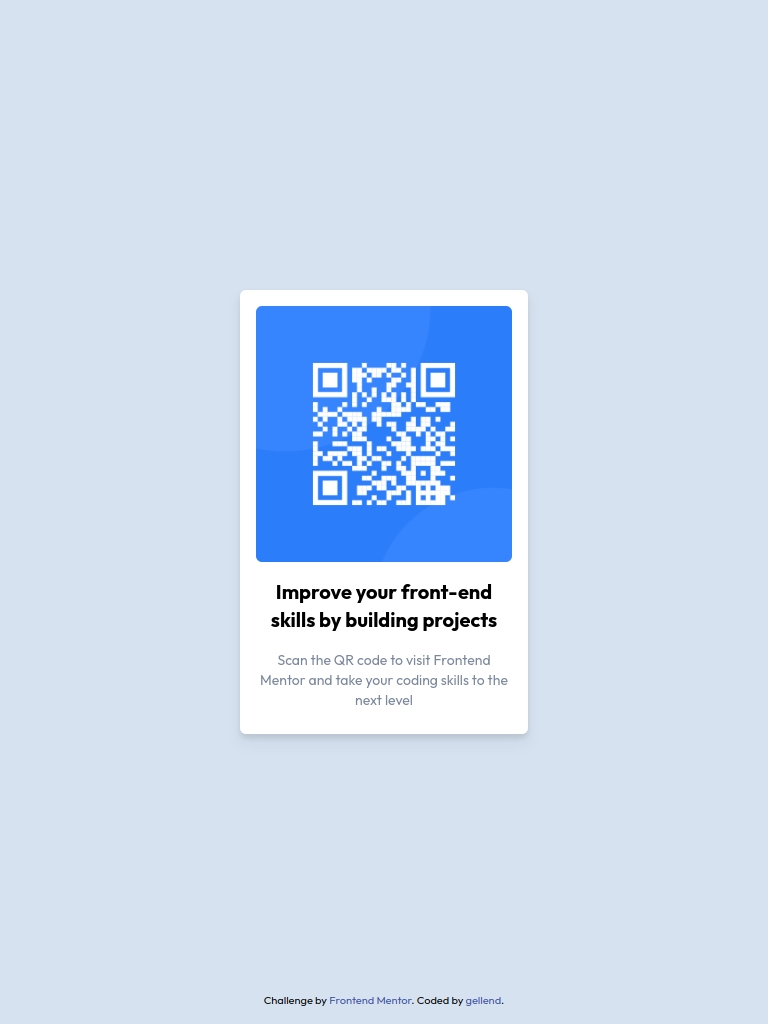 Improve your front-end
skills by building projects
Scan the QR code to visit Frontend
Mentor and take your coding skills to the
next level
Challenge by Frontend Mentor. Coded by gellend.